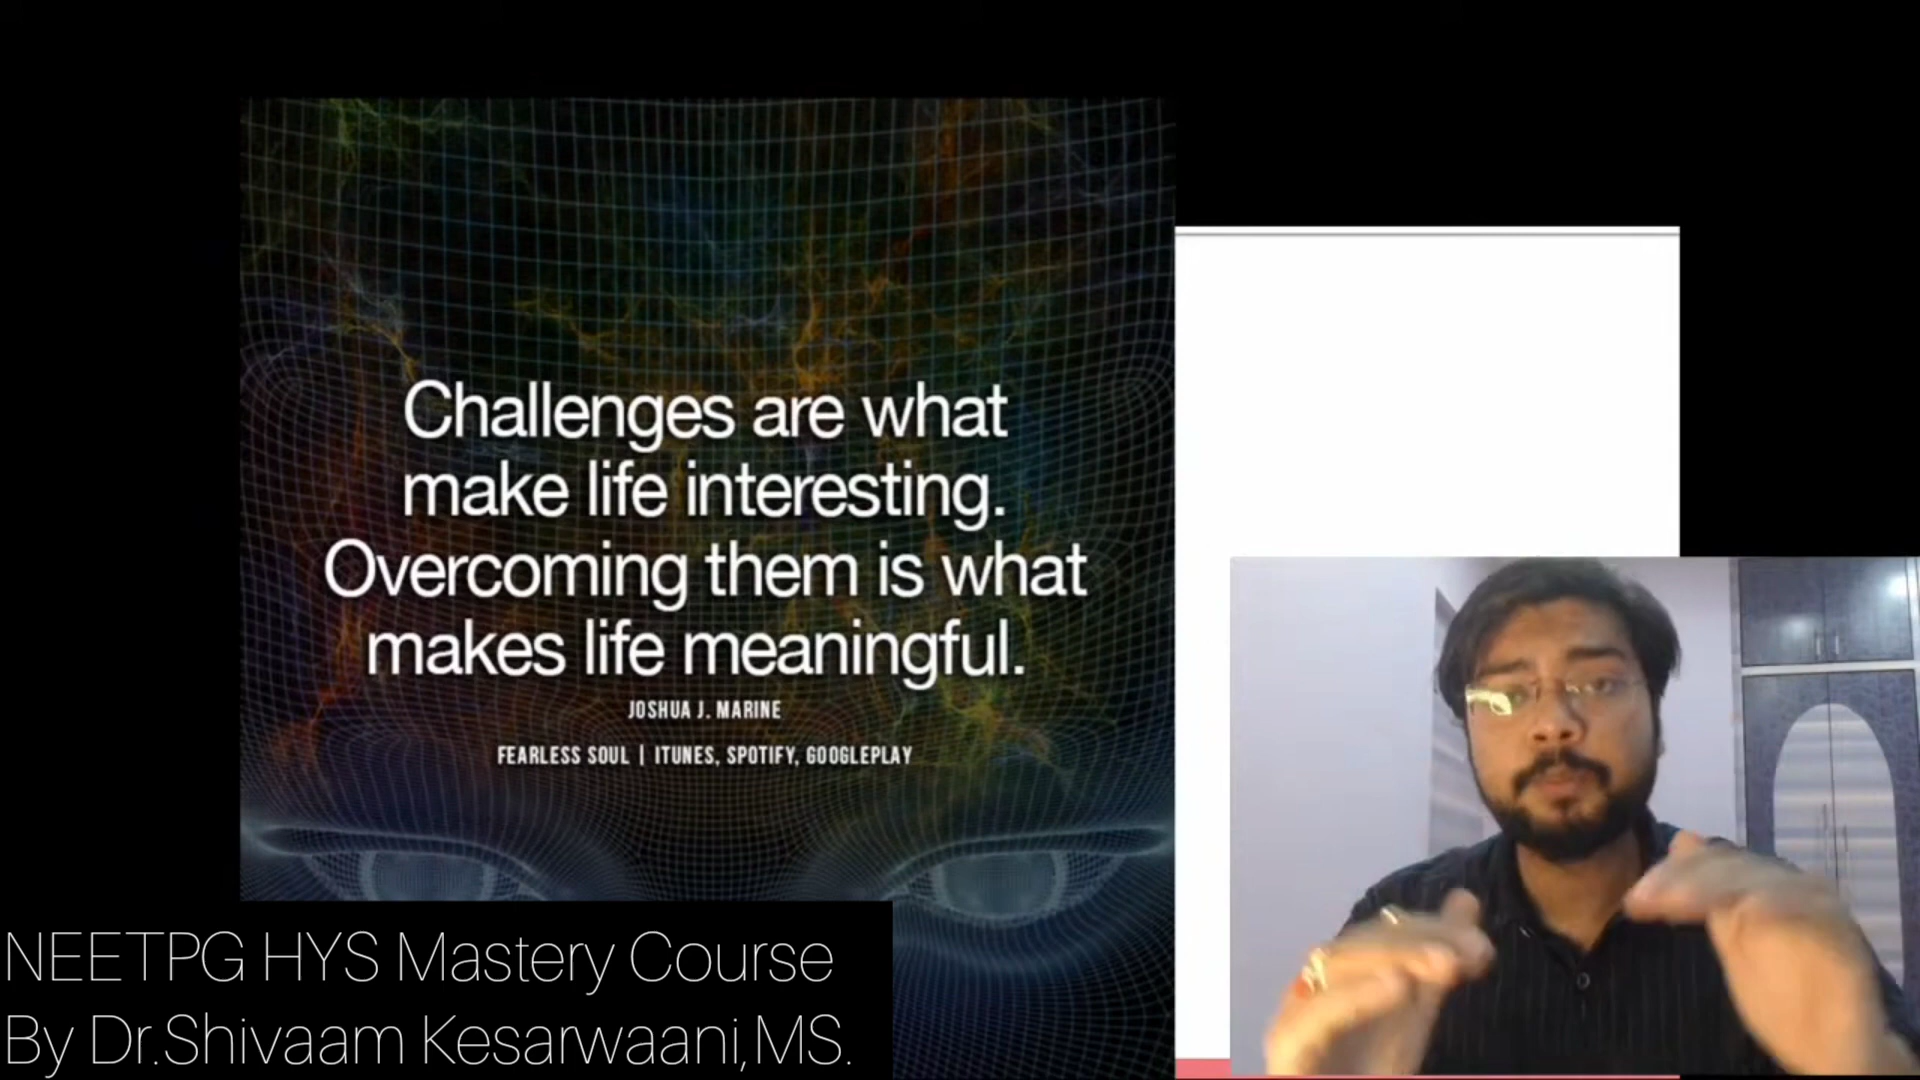 Challenges are what
make life interesting.
Overcoming them is what
makes life meaningful.
JOSHUA J. MARINE
FEARLESS SOUL | ITUNES, SPOTIFY, GOOGLEPLAY
NEETPG HYS Mastery Course
By Dr.Shivaam Kesarwaani,MS.